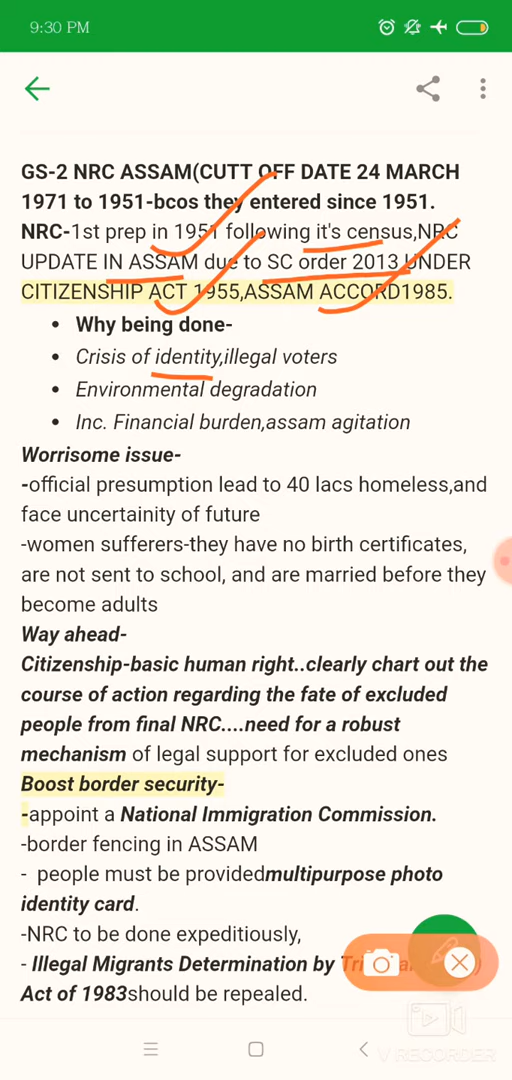 9:30 PM
GS-2 NRC ASSAM(CUTT OFF DATE 24 MARCH
1971 to 1951-bcos they entered since 1951.
NRC-1st prep in 1951 following it's census,NRC
UPDATE IN ASSAM due to SC order 2013 UNDER
CITIZENSHIP ACT 1955,ASSAM ACCORD1985.
• Why being done-
• Crisis of identity,illegal voters
• Environmental degradation
• Inc. Financial burden,assam agitation
Worrisome issue-
-official presumption lead to 40 lacs homeless,and
face uncertainity of future
-women sufferers-they have no birth certificates,
are not sent to school, and are married before they
become adults
Way ahead-
Citizenship-basic human right..clearly chart out the
course of action regarding the fate of excluded
people from final NRC....need for a robust
mechanism of legal support for excluded ones
Boost border security-
-appoint a National Immigration Commission.
-border fencing in ASSAM
- people must be providedmultipurpose photo
identity card.
-NRC to be done expeditiously,
- Illegal Migrants Determination by
Act of 1983should be repealed.
V RECORDER